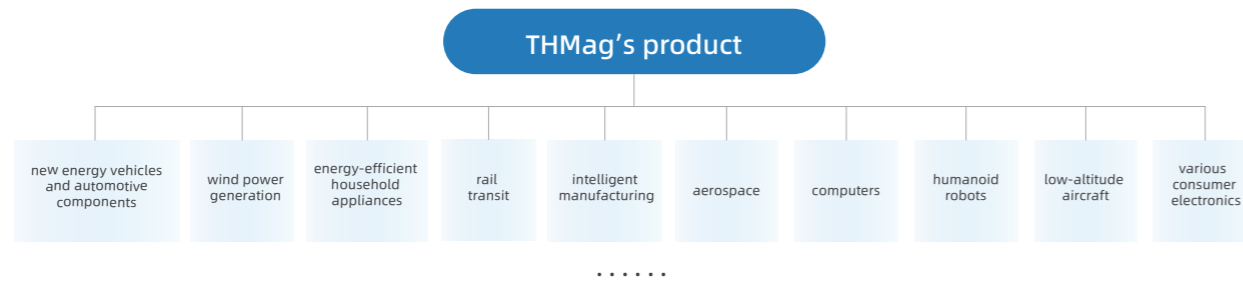 THMag's product
new energy vehicles
and automotive
components
wind power
generation
energy-efficient
household
appliances
rail
transit
intelligent
manufacturing
aerospace
computers
humanoid
robots
low-altitude
aircraft
various
consumer
electronics
......